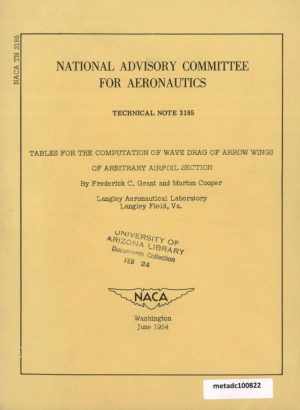 NACA TN 3185
NATIONAL ADVISORY COMMITTEE
FOR AERONAUTICS
TECHNICAL NOTE 3185
TABLES FOR THE COMPUTATION OF WAVE DRAG OF ARROW WINGS
OF ARBITRARY AIRFOIL SECTION
By Frederick C. Grant and Morton Cooper
Langley Aeronautical Laboratory
Langley Field, Va.
UNIVERSITY OF
ARIZONA LIBRARY
Documents Collection
FEB 24
NACA
Washington
June 1954
metadc100822